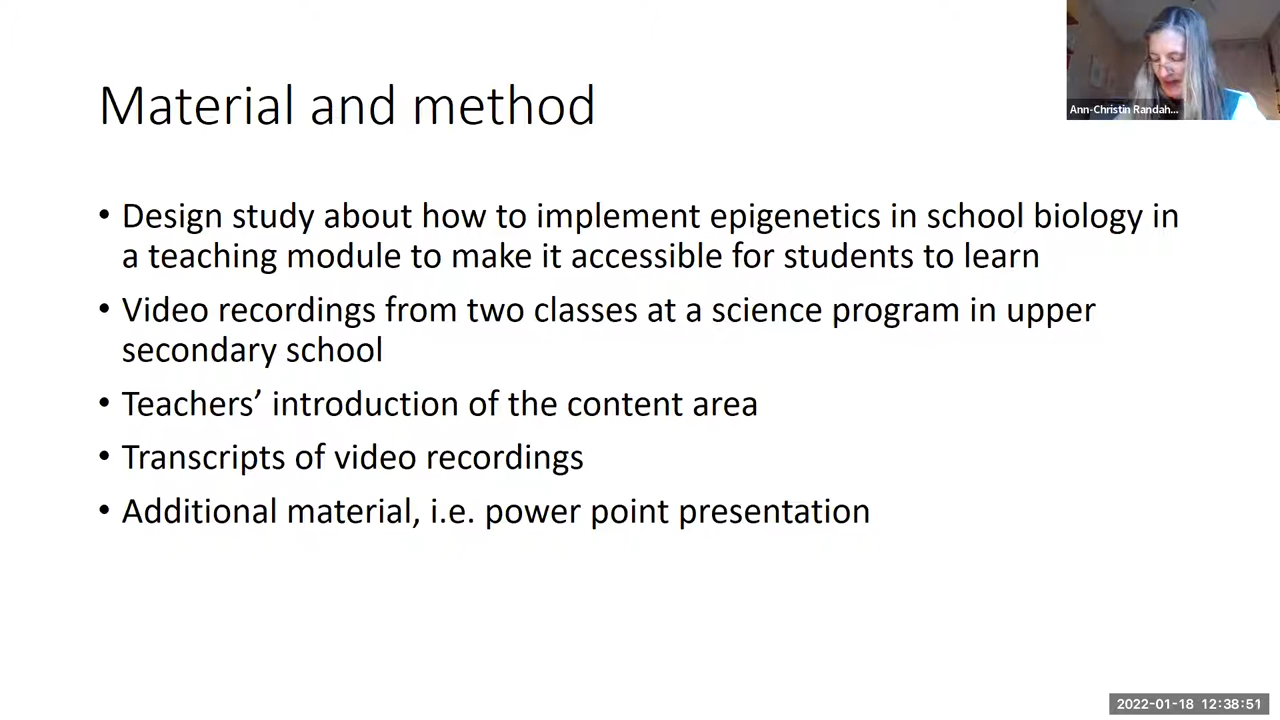 Ann-Christin Randah...
Material and method
• Design study about how to implement epigenetics in school biology in
a teaching module to make it accessible for students to learn
• Video recordings from two classes at a science program in upper
secondary school
• Teachers’ introduction of the content area
• Transcripts of video recordings
• Additional material, i.e. power point presentation
2022-01-18 12:38:51